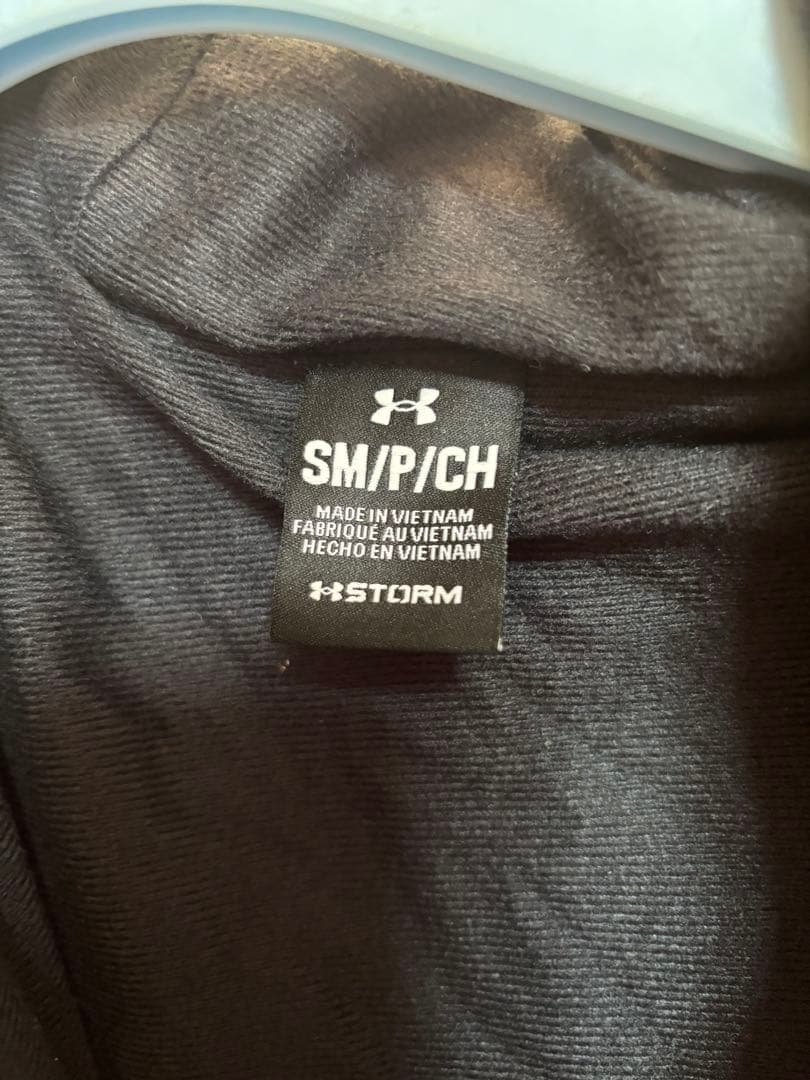 SM/P/CH
MADE IN VIETNAM
FABRIQUÉ AU VIETNAM
HECHO EN VIETNAM
STORM